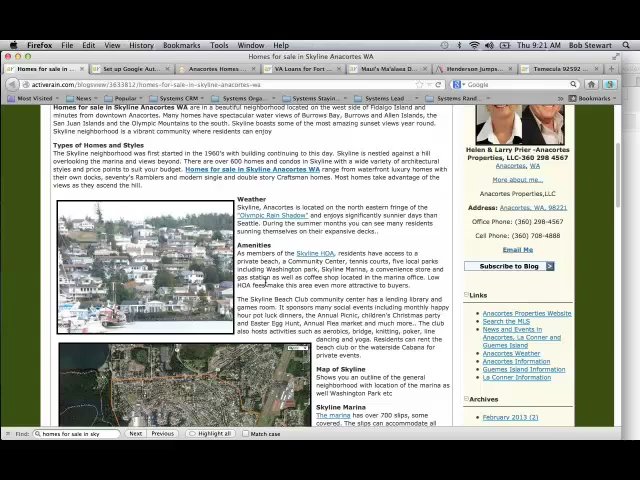 Firefox File Edit View History Bookmarks Tools Window Help Thu 9:21 AM Bob Stewart
Homes for Sale in Skyline Anacortes WA
Homes for sale in ... Set up Google Aut... Anacortes Homes ... VA Loans for Fort ... Maui's Ma'alaea D... Henderson Jumper... Temecula 92592 ...
activerain.com/blogsview/3633812/homes-for-sale-in-skyline-anacortes-wa Google
Most Visited News Popular Systems CRM Systems Orga... Systems Stayin... Systems Lead Systems Rand... Bookmarks
Homes for sale in Skyline Anacortes WA are in a beautiful neighborhood located on the west side of Fidalgo Island and
minutes from downtown Anacortes. Many homes have spectacular water views of Burrows Bay, Burrows and Allen Islands, the
San Juan Islands and the Olympic Mountains to the south. Skyline boasts some of the most amazing sunset views year round.
Skyline neighborhood is a vibrant community where residents can enjoy
Types of Homes and Styles
The Skyline neighborhood was first started in the 1960's with building continuing to this day. Skyline is nestled against a hill
overlooking the marina and views beyond. There are over 600 homes and condos in Skyline with a wide variety of architectural
styles and price points to suit your budget. Homes for sale in Skyline Anacortes WA range from waterfront luxury homes with
their own docks, seventy's Ramblers and modern single and double story Craftsman homes. Most homes take advantage of the
views as they ascend the hill.
Weather
Skyline, Anacortes is located on the north eastern fringe of the
"Olympic Rain Shadow" and enjoys significantly sunnier days than
Seattle. During the summer months you can see many residents
sunning themselves on their expansive decks..
Amenities
As members of the Skyline HOA, residents have access to a
private beach, a Community Center, tennis courts, five local parks
including Washington park, Skyline Marina, a convenience store and
gas station as well as coffee shop located in the marina office. Low
HOA fees make this area even more attractive to buyers.
The Skyline Beach Club community center has a lending library and
games room. It sponsors many social events including monthly happy
hour pot luck dinners, the Annual Picnic, children's Christmas party
and Easter Egg Hunt, Annual Flea market and much more.. The club
also hosts activities such as aerobics, bridge, knitting, poker, line
dancing and yoga. Residents can rent the
beach club or the waterside Cabana for
private events.
Map of Skyline
Shows you an outline of the general
neighborhood with location of the marina as
well Washington Park etc
Skyline Marina
The marina has over 700 slips, some
covered. The slips can accommodate all
Helen & Larry Prier -Anacortes
Properties, LLC-360 298 4567
Anacortes, WA
More about me...
Anacortes Properties,LLC
Address: Anacortes, WA, 98221
Office Phone: (360) 298-4567
Cell Phone: (360) 708-4888
Email Me
Subscribe to Blog
Links
Anacortes Properties Website
Search the MLS
News and Events in
Anacortes, La Conner and
Guemes Island
Anacortes Weather
Anacortes Information
Guemes Island Information
La Conner Information
Archives
February 2013 (2)
Find: homes for sale in sky Next Previous Highlight all Match case